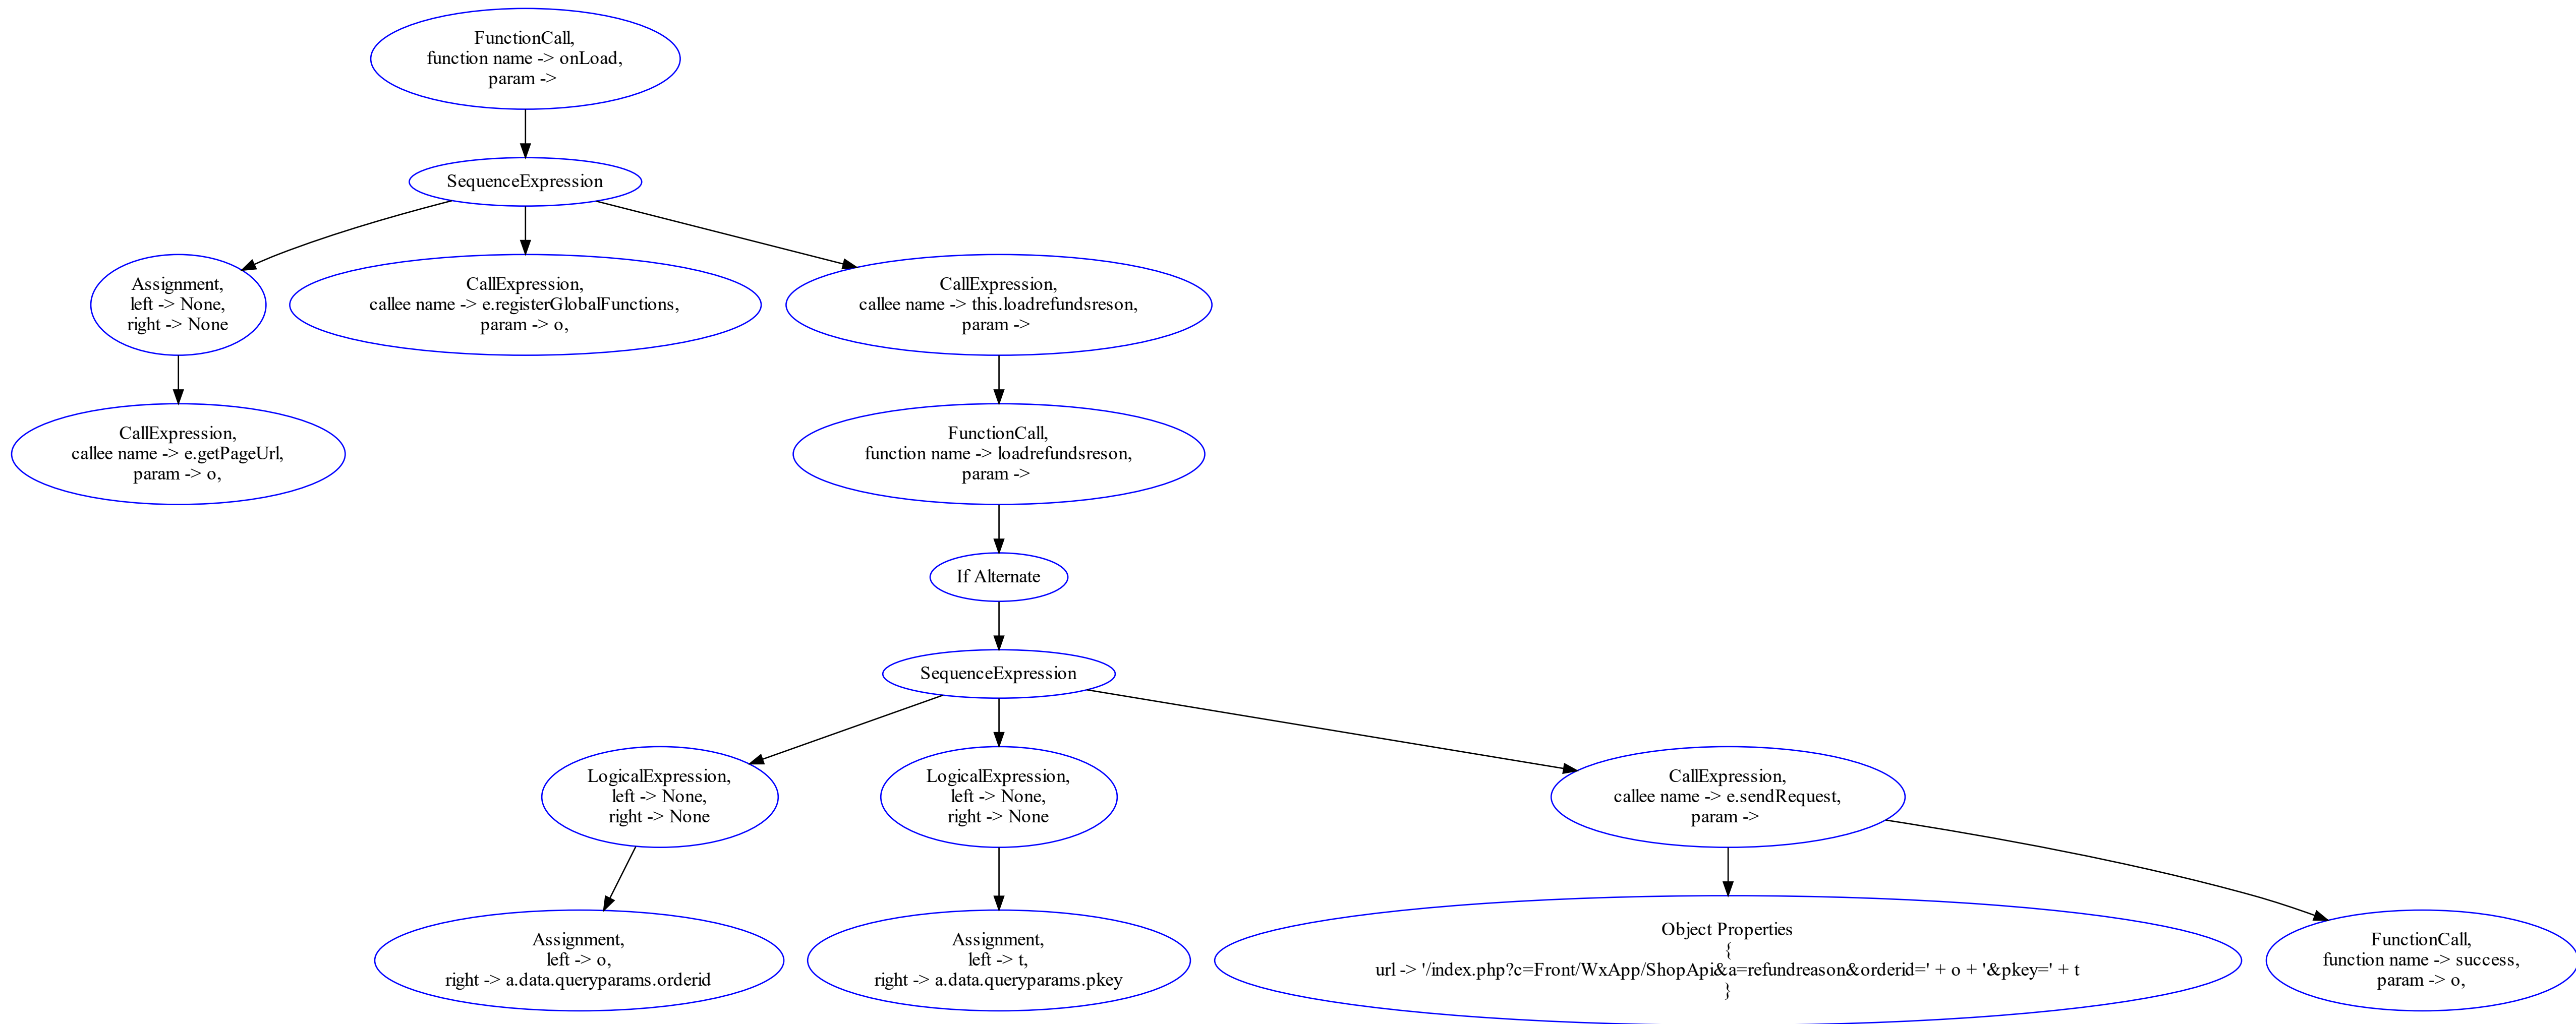 FunctionCall,
function name -> onLoad,
param ->
SequenceExpression
Assignment,
left -> None,
right -> None
CallExpression,
callee name -> e.registerGlobalFunctions,
param -> o,
CallExpression,
callee name -> this.loadrefundsreson,
param ->
CallExpression,
callee name -> e.getPageUrl,
param -> o,
FunctionCall,
function name -> loadrefundsreson,
param ->
If Alternate
SequenceExpression
LogicalExpression,
left -> None,
right -> None
LogicalExpression,
left -> None,
right -> None
CallExpression,
callee name -> e.sendRequest,
param ->
Assignment,
left -> o,
right -> a.data.queryparams.orderid
Assignment,
left -> t,
right -> a.data.queryparams.pkey
Object Properties
{
url -> '/index.php?c=Front/WxApp/ShopApi&a=refundreason&orderid=' + o + '&pkey=' + t
}
FunctionCall,
function name -> success,
param -> o,